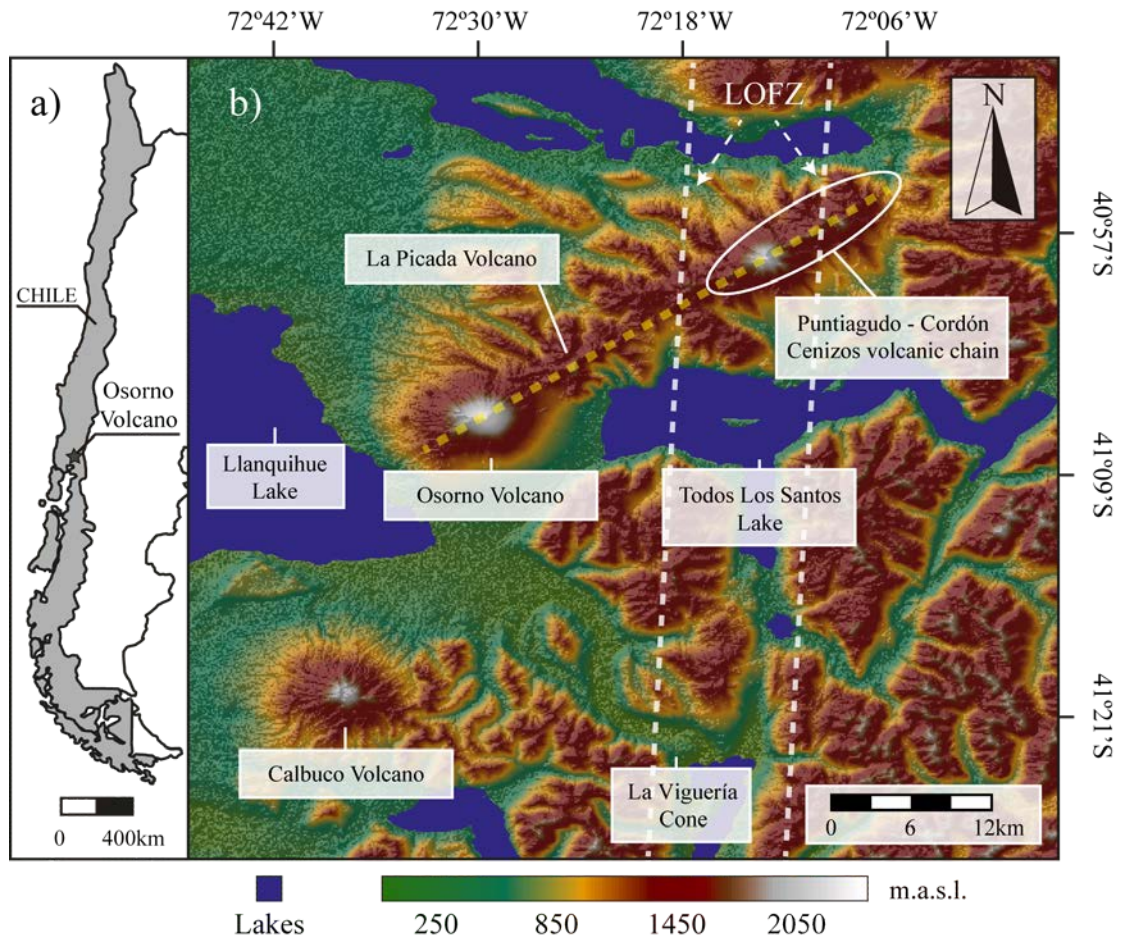 72º42’W
72º30’W
72º18’W
72º06’W
a)
b)
LOFZ
N
40º57’S
La Picada Volcano
CHILE
Puntiagudo - Cordón
Cenizos volcanic chain
Osorno
Volcano
Llanquihue
Lake
Osorno Volcano
Todos Los Santos
Lake
41º09’S
41º21’S
Calbuco Volcano
La Viguería
Cone
0
400km
0
6
12km
Lakes
250
850
1450
2050
m.a.s.l.